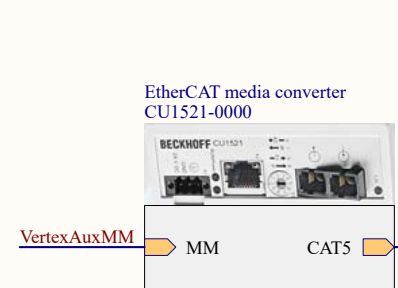 EtherCAT media converter
CU1521-0000
BECKHOFF CU1521
VertexAuxMM
MM
CAT5